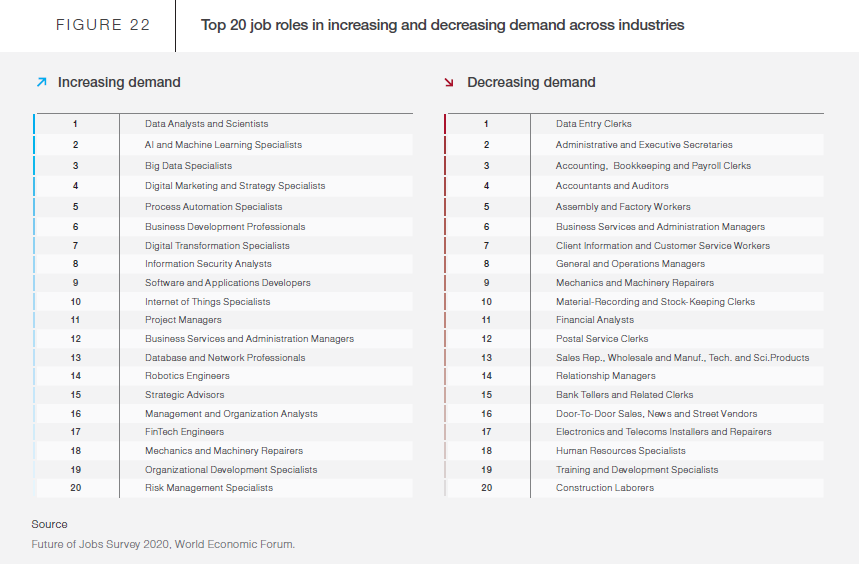 FIGURE 22
Top 20 job roles in increasing and decreasing demand across industries
Increasing demand
1 Data Analysts and Scientists
2 AI and Machine Learning Specialists
3 Big Data Specialists
4 Digital Marketing and Strategy Specialists
5 Process Automation Specialists
6 Business Development Professionals
7 Digital Transformation Specialists
8 Information Security Analysts
9 Software and Applications Developers
10 Internet of Things Specialists
11 Project Managers
12 Business Services and Administration Managers
13 Database and Network Professionals
14 Robotics Engineers
15 Strategic Advisors
16 Management and Organization Analysts
17 FinTech Engineers
18 Mechanics and Machinery Repairers
19 Organizational Development Specialists
20 Risk Management Specialists
Decreasing demand
1 Data Entry Clerks
2 Administrative and Executive Secretaries
3 Accounting, Bookkeeping and Payroll Clerks
4 Accountants and Auditors
5 Assembly and Factory Workers
6 Business Services and Administration Managers
7 Client Information and Customer Service Workers
8 General and Operations Managers
9 Mechanics and Machinery Repairers
10 Material-Recording and Stock-Keeping Clerks
11 Financial Analysts
12 Postal Service Clerks
13 Sales Rep., Wholesale and Manuf., Tech. and Sci.Products
14 Relationship Managers
15 Bank Tellers and Related Clerks
16 Door-To-Door Sales, News and Street Vendors
17 Electronics and Telecoms Installers and Repairers
18 Human Resources Specialists
19 Training and Development Specialists
20 Construction Laborers
Source
Future of Jobs Survey 2020, World Economic Forum.